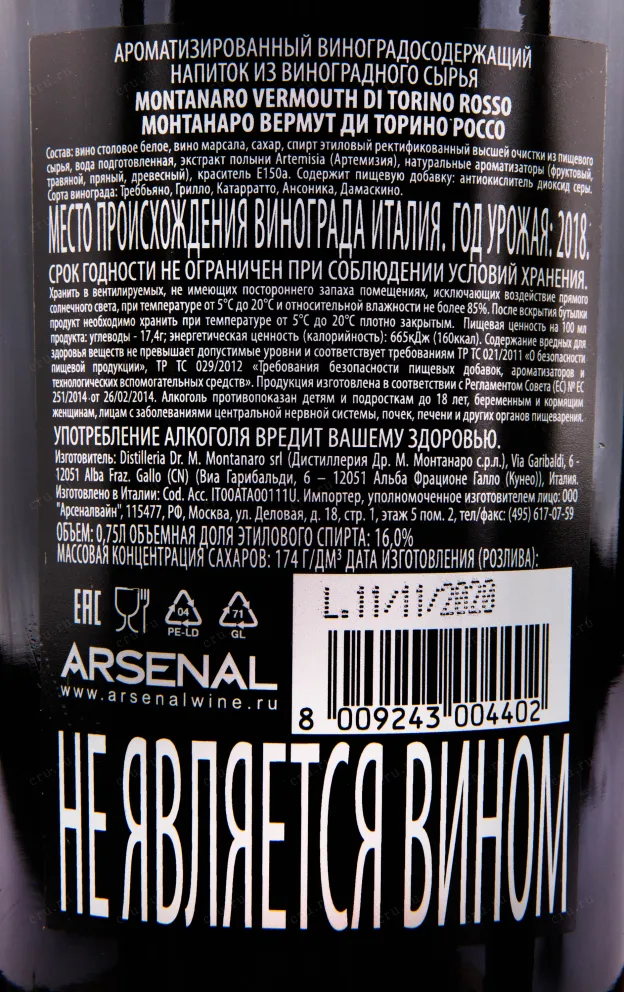 АРОМАТИЗИРОВАННЫЙ ВИНОГРАДОСОДЕРЖАЩИЙ
НАПИТОК ИЗ ВИНОГРАДНОГО СЫРЬЯ
MONTANARO VERMOUTH DI TORINO ROSSO
МОНТАНАРО ВЕРМУТ ДИ ТОРИНО РОССО
Состав: вино столовое белое, вино марсала, сахар, спирт этиловый ректификованный высшей очистки из пищевого
сырья, вода подготовленная, экстракт полыни Artemisia (Артемизия), натуральные ароматизаторы (фруктовый,
травяной, пряный, древесный), краситель Е150а. Содержит пищевую добавку: антиокислитель диоксид серы.
Сорта винограда: Треббьяно, Грилло, Катарратто, Ансоника, Дамаскино.
МЕСТО ПРОИСХОЖДЕНИЯ ВИНОГРАДА ИТАЛИЯ. ГОД УРОЖАЯ: 2018.
СРОК ГОДНОСТИ НЕ ОГРАНИЧЕН ПРИ СОБЛЮДЕНИИ УСЛОВИЙ ХРАНЕНИЯ.
Хранить в вентилируемых, не имеющих постороннего запаха помещениях, исключающих воздействие прямого
солнечного света, при температуре от 5°С до 20°С и относительной влажности не более 85%. После вскрытия бутылки
продукт необходимо хранить при температуре от 5°С до 20°С плотно закрытым. Пищевая ценность на 100 мл
продукта: углеводы - 17,4г; энергетическая ценность (калорийность): 665кДж (160ккал). Содержание вредных для
здоровья веществ не превышает допустимые уровни и соответствует требованиям ТР ТС 021/2011 «О безопасности
пищевой продукции», ТР ТС 029/2012 «Требования безопасности пищевых добавок, ароматизаторов и
технологических вспомогательных средств». Продукция изготовлена в соответствии с Регламентом Совета (ЕС) № ЕС
251/2014 от 26/02/2014. Алкоголь противопоказан детям и подросткам до 18 лет, беременным и кормящим
женщинам, лицам с заболеваниями центральной нервной системы, почек, печени и других органов пищеварения.
УПОТРЕБЛЕНИЕ АЛКОГОЛЯ ВРЕДИТ ВАШЕМУ ЗДОРОВЬЮ.
Изготовитель: Distilleria Dr. M. Montanaro srl (Дистиллерия Др. М. Монтанаро с.р.л.), Via Garibaldi, 6 -
12051 Alba Fraz. Gallo (CN) (Виа Гарибальди, 6 – 12051 Альба Фрационе Галло (Кунео)), Италия.
Изготовлено в Италии: Cod. Acc. IT00ATA00111U. Импортер, уполномоченное изготовителем лицо: ООО
"Арсеналвайн", 115477, РФ, Москва, ул. Деловая, д. 18, стр. 1, этаж 5 пом. 2, тел/факс: (495) 617-07-59
ОБЪЕМ: 0,75Л ОБЪЕМНАЯ ДОЛЯ ЭТИЛОВОГО СПИРТА: 16,0%
МАССОВАЯ КОНЦЕНТРАЦИЯ САХАРОВ: 174 Г/ДМ³ ДАТА ИЗГОТОВЛЕНИЯ (РОЗЛИВА):
L.11/11/2020
EAC
04
PE-LD
71
GL
ARSENAL
www.arsenalwine.ru
8 009243 004402
НЕ ЯВЛЯЕТСЯ ВИНОМ